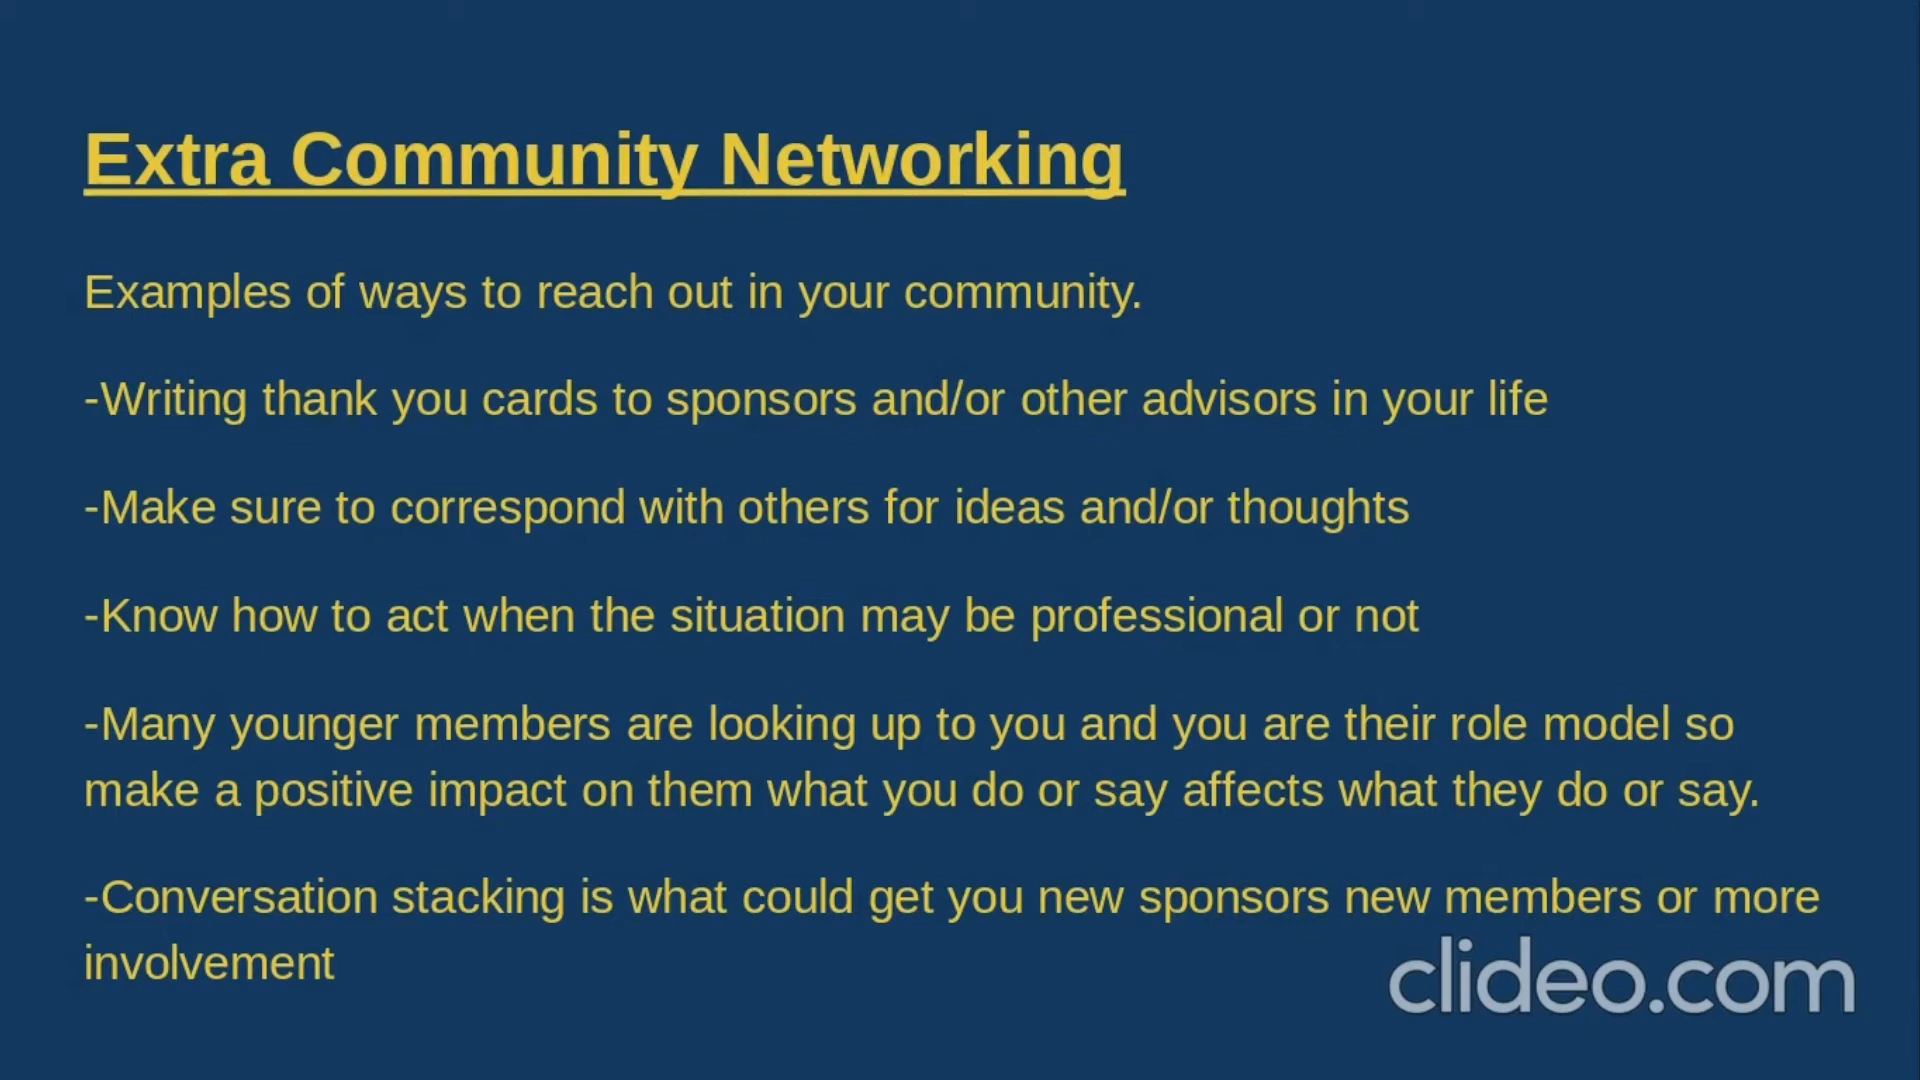 Extra Community Networking
Examples of ways to reach out in your community.
-Writing thank you cards to sponsors and/or other advisors in your life
-Make sure to correspond with others for ideas and/or thoughts
-Know how to act when the situation may be professional or not
-Many younger members are looking up to you and you are their role model so
make a positive impact on them what you do or say affects what they do or say.
-Conversation stacking is what could get you new sponsors new members or more
involvement
clideo.com